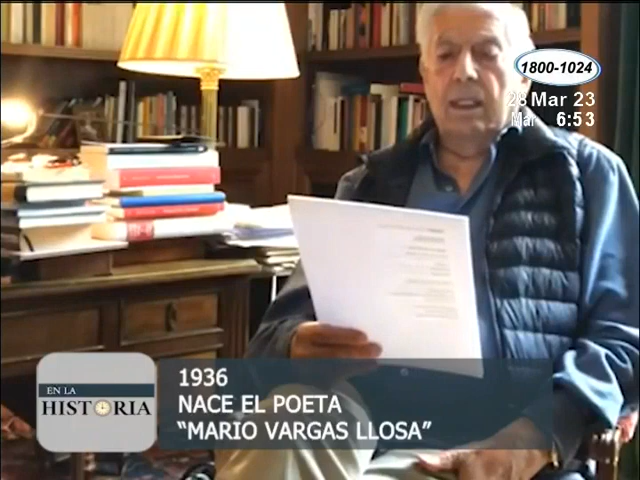 1800-1024
28 Mar 23
Mar 6:53
1936
NACE EL POETA
“MARIO VARGAS LLOSA”
EN LA
HISTORIA